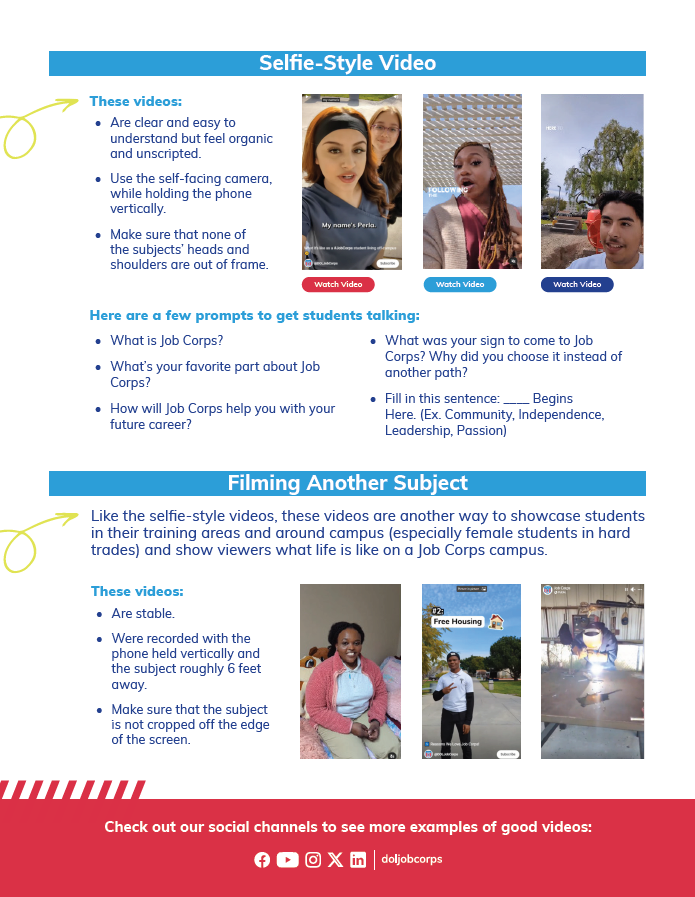 Selfie-Style Video
These videos:
• Are clear and easy to
understand but feel organic
and unscripted.
• Use the self-facing camera,
while holding the phone
vertically.
• Make sure that none of
the subjects' heads and
shoulders are out of frame.
My name's Perla.
Subscribe
FOLLOWING
Watch Video
Watch Video
Watch Video
Here are a few prompts to get students talking:
• What is Job Corps?
• What's your favorite part about Job
Corps?
• How will Job Corps help you with your
future career?
• What was your sign to come to Job
Corps? Why did you choose it instead of
another path?
• Fill in this sentence: ____ Begins
Here. (Ex. Community, Independence,
Leadership, Passion)
Filming Another Subject
Like the selfie-style videos, these videos are another way to showcase students
in their training areas and around campus (especially female students in hard
trades) and show viewers what life is like on a Job Corps campus.
These videos:
• Are stable.
• Were recorded with the
phone held vertically and
the subject roughly 6 feet
away.
• Make sure that the subject
is not cropped off the edge
of the screen.
#2:
Free Housing
Reasons We Love Job Corps!
Subscribe
Job Corps
Check out our social channels to see more examples of good videos:
doljobcorps